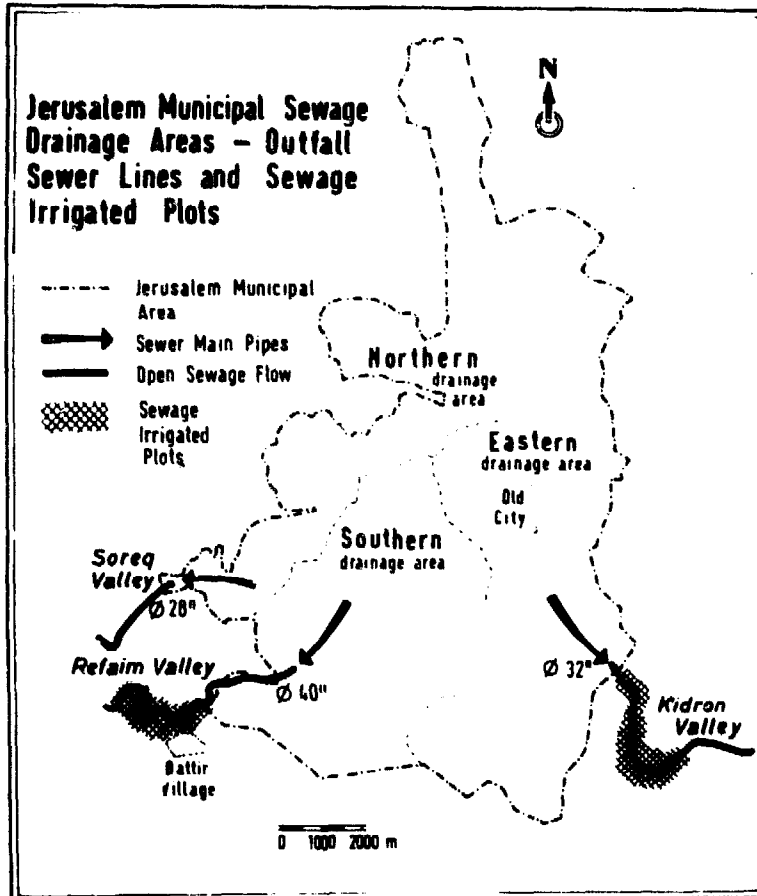 Jerusalem Municipal Sewage
Drainage Areas – Outfall
Sewer Lines and Sewage
Irrigated Plots
N
Jerusalem Municipal
Area
Sewer Main Pipes
Open Sewage Flow
Sewage
Irrigated
Plots
Northern
drainage
area
Eastern
drainage area
Old
City
Southern
drainage area
Soreq
Valley
Ø 28"
Refaim Valley
Ø 40"
Ø 32"
Kidron
Valley
Battir
Village
0 1000 2000 m